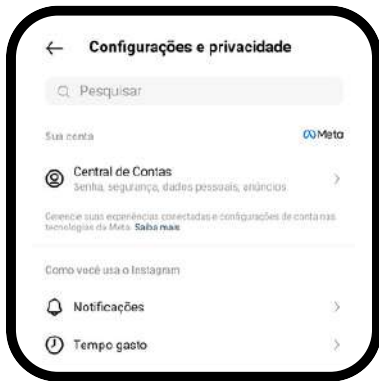 Configurações e privacidade
Pesquisar
Sua conta
Meta
Central de Contas
Senha, segurança, dados pessoais, anúncios
Gerencie suas experiências conectadas e configurações de conta nas
tecnologias da Meta. Saiba mais
Como você usa o Instagram
Notificações
Tempo gasto